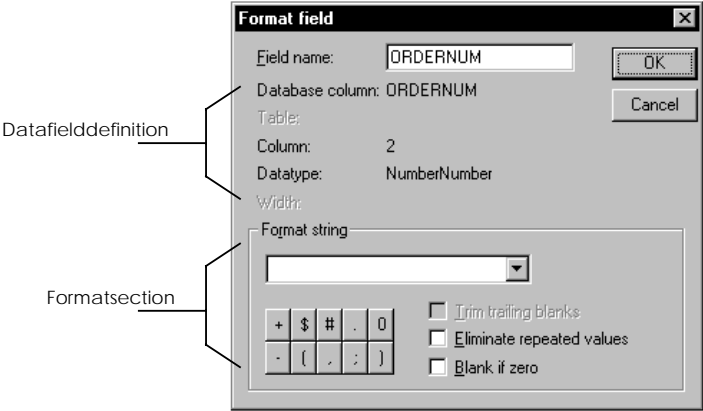 Format field
Field name: ORDERNUM
OK
Database column: ORDERNUM
Cancel
Table:
Datafielddefinition
Column: 2
Datatype: NumberNumber
Width:
Format string
Formatsection
Trim trailing blanks
+ $ # . 0
Eliminate repeated values
- ( , ; )
Blank if zero